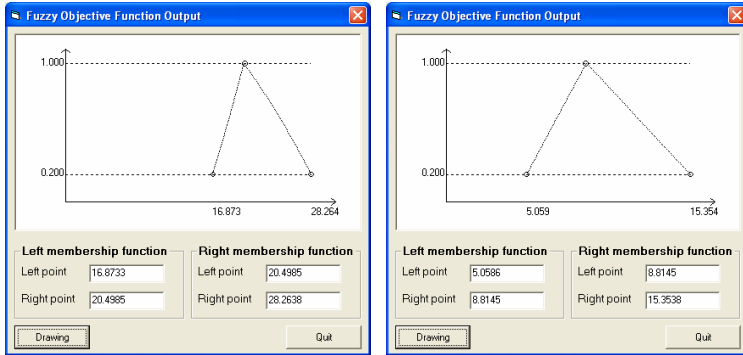 Fuzzy Objective Function Output
1.000
0.200
16.873 28.264
Left membership function
Left point 16.8733
Right point 20.4985
Right membership function
Left point 20.4985
Right point 28.2638
Drawing Quit
Fuzzy Objective Function Output
1.000
0.200
5.059 15.354
Left membership function
Left point 5.0586
Right point 8.8145
Right membership function
Left point 8.8145
Right point 15.3538
Drawing Quit